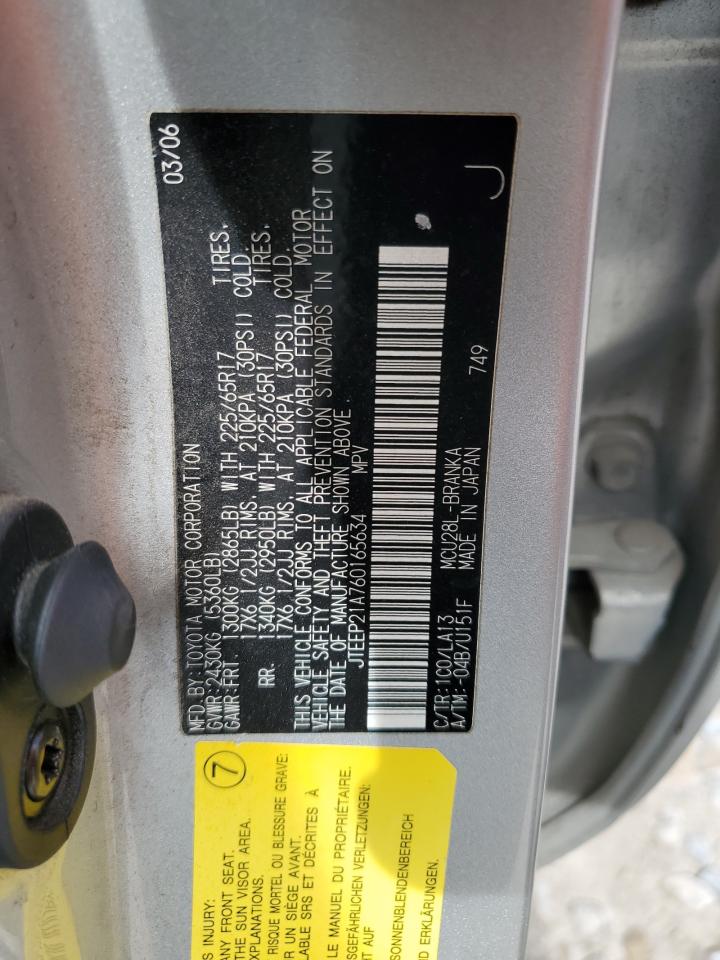 MFD. BY: TOYOTA MOTOR CORPORATION 03/06
GVWR: 2430KG (5360LB)
GAWR: FRT. 1300KG (2865LB) WITH 225/65R17 TIRES,
17X6 1/2JJ RIMS, AT 210KPA (30PSI) COLD.
RR. 1340KG (2950LB) WITH 225/65R17 TIRES,
17X6 1/2JJ RIMS, AT 210KPA (30PSI) COLD.
THIS VEHICLE CONFORMS TO ALL APPLICABLE FEDERAL MOTOR
VEHICLE SAFETY AND THEFT PREVENTION STANDARDS IN EFFECT ON
THE DATE OF MANUFACTURE SHOWN ABOVE.
JTEEP21A760165634 MPV
C/TR: 1C0/LA13 MCU28L-BRANKA
A/TM: -04B/U151F MADE IN JAPAN 749
J
7
S INJURY:
ANY FRONT SEAT.
THE SUN VISOR AREA.
EXPLANATIONS.
RISQUE MORTEL OU BLESSURE GRAVE:
R UN SIÈGE AVANT.
LABLE SRS ET DÉCRITES À
LE MANUEL DU PROPRIÉTAIRE.
SGEFÄHRLICHEN VERLETZUNGEN:
HT AUF
SONNENBLENDENBEREICH
D ERKLÄRUNGEN.